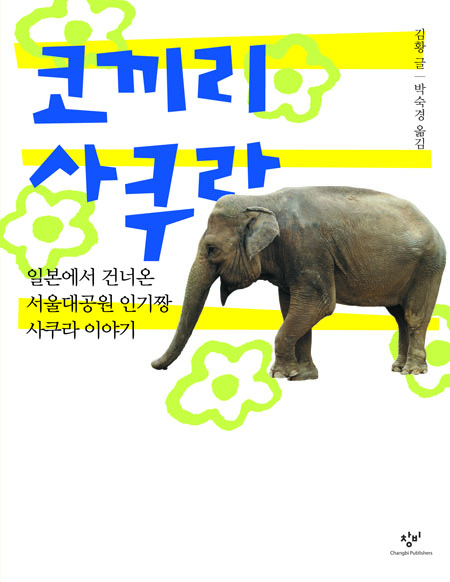 코끼리
사쿠라
김황 글 | 박숙경 옮김
일본에서 건너온
서울대공원 인기짱
사쿠라 이야기
창비
Changbi Publishers